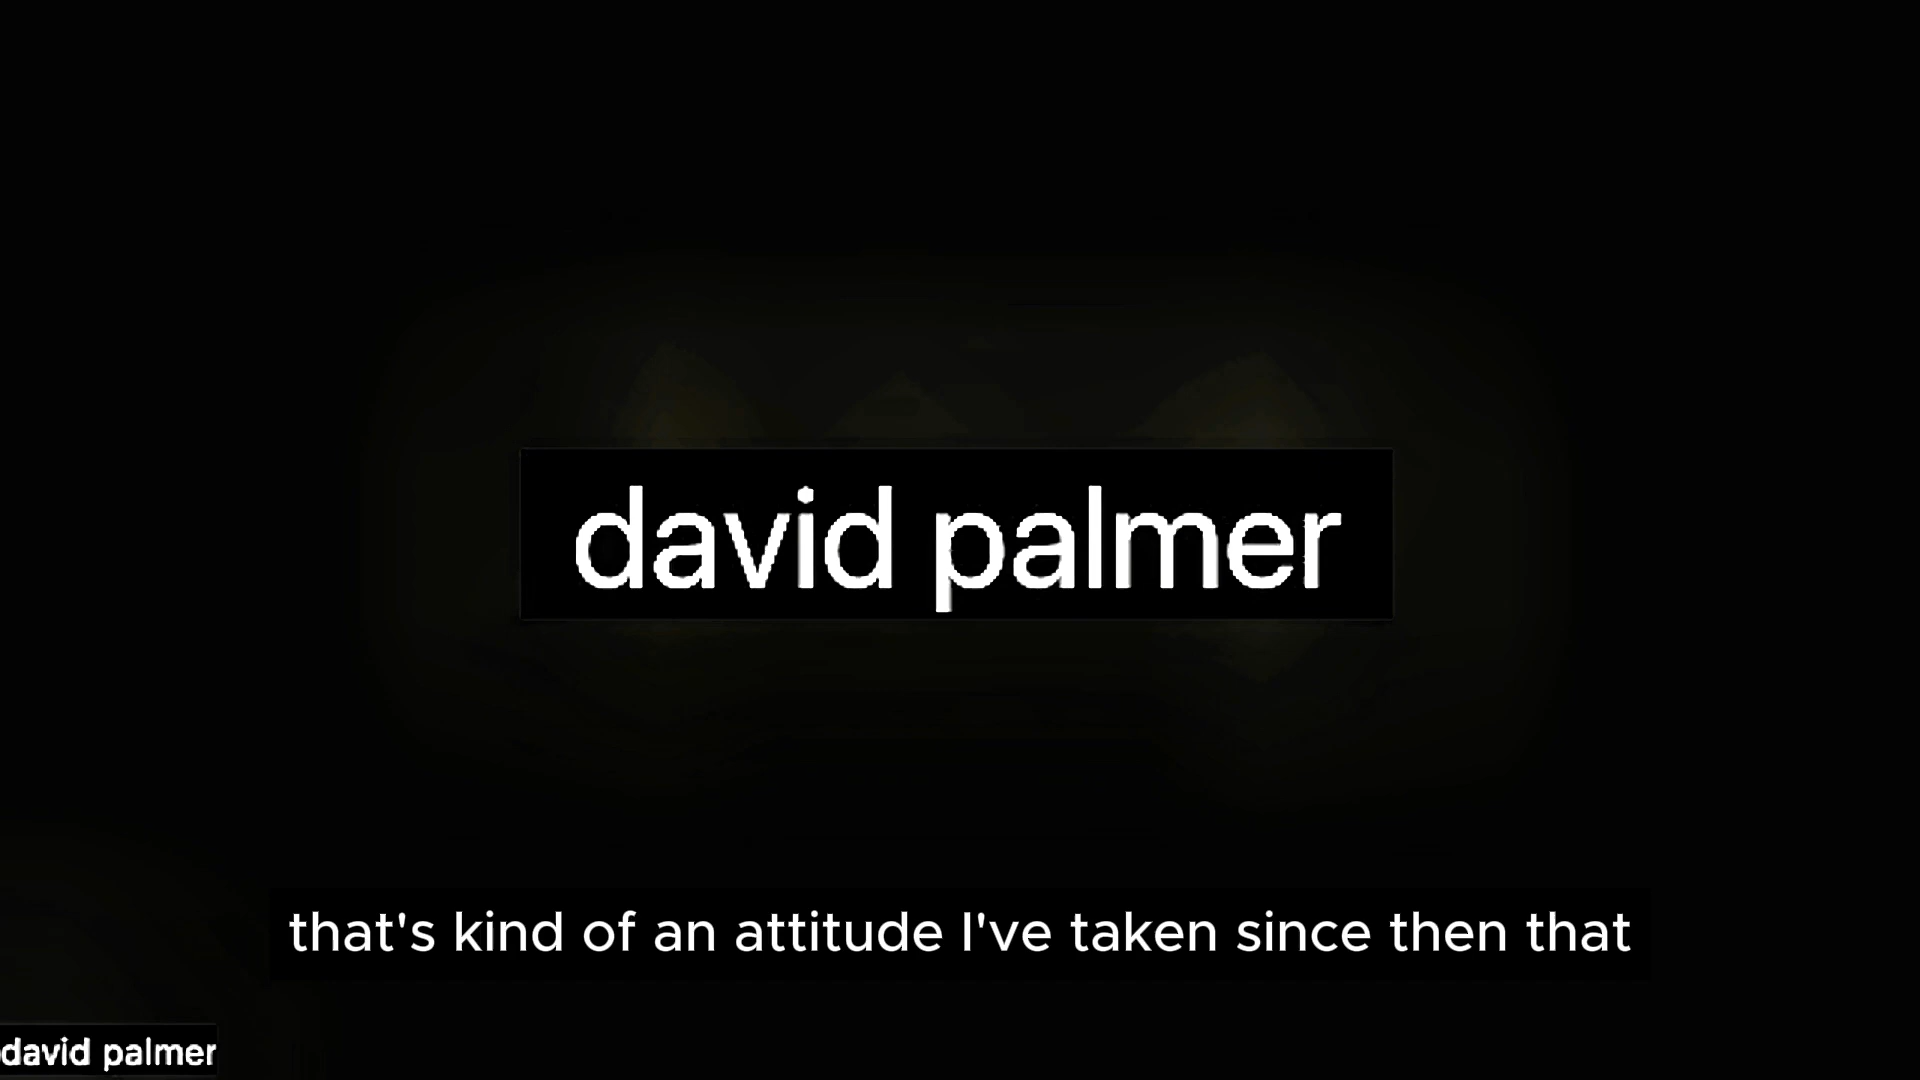 david palmer
that's kind of an attitude I've taken since then that
david palmer